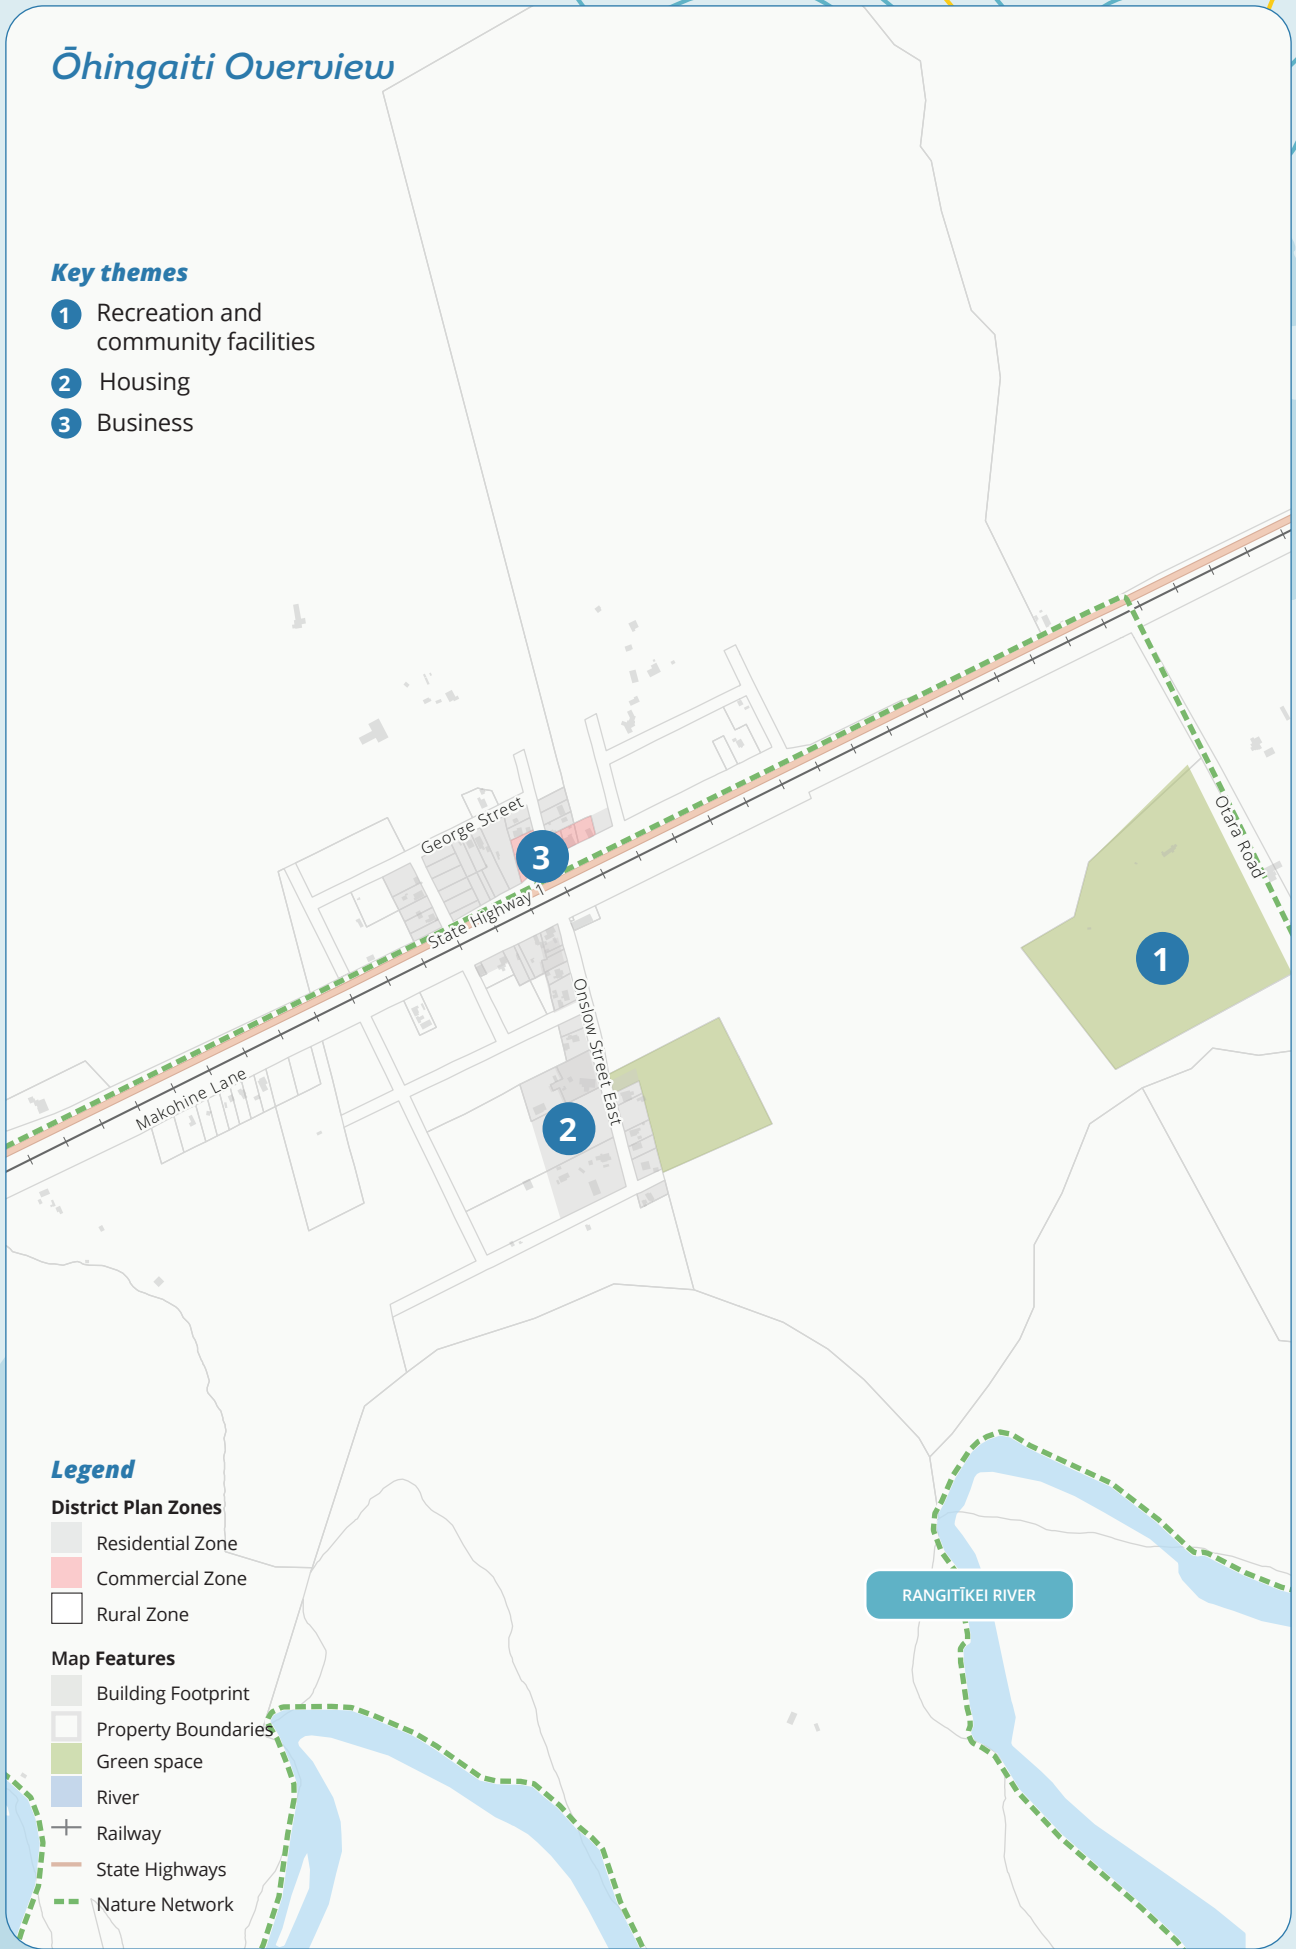 Ōhingaiti Overview
Key themes
1 Recreation and
community facilities
2 Housing
3 Business
George Street
3
State Highway 1
Otara Road
1
Onslow Street East
Makohine Lane
2
Legend
District Plan Zones
Residential Zone
Commercial Zone
Rural Zone
RANGITĪKEI RIVER
Map Features
Building Footprint
Property Boundaries
Green space
River
Railway
State Highways
Nature Network